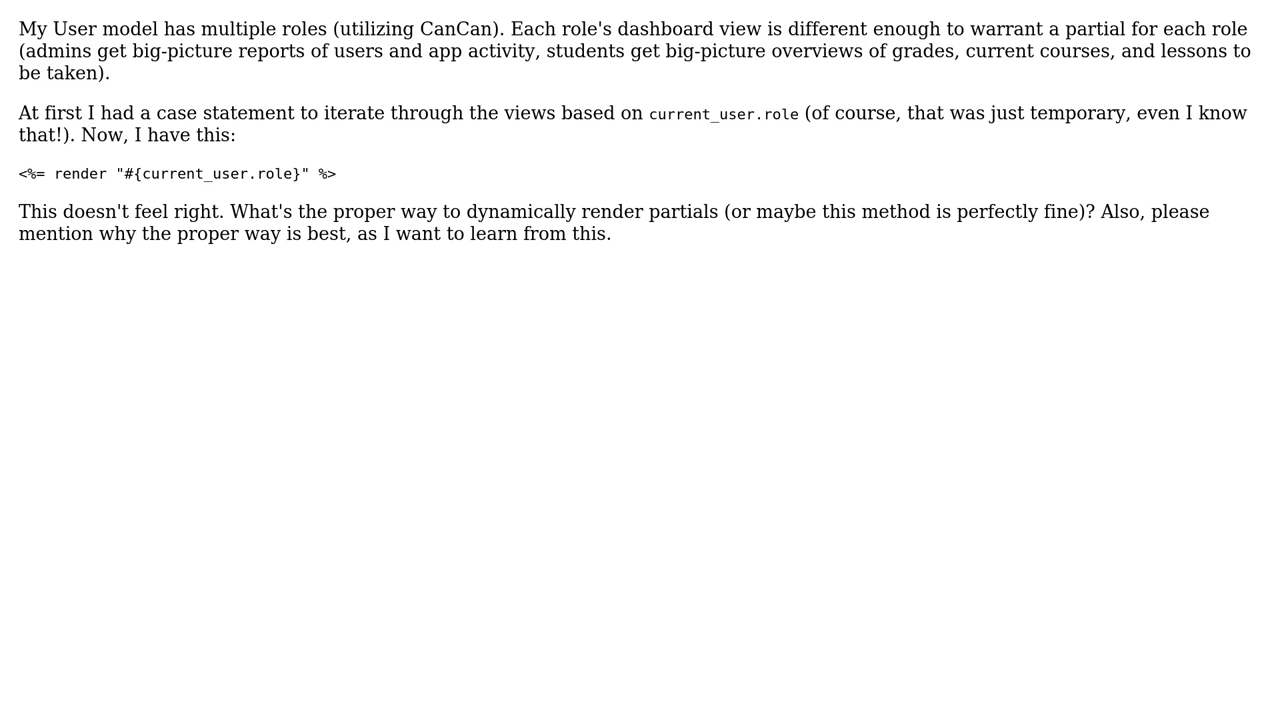 My User model has multiple roles (utilizing CanCan). Each role's dashboard view is different enough to warrant a partial for each role
(admins get big-picture reports of users and app activity, students get big-picture overviews of grades, current courses, and lessons to
be taken).
At first I had a case statement to iterate through the views based on current_user.role (of course, that was just temporary, even I know
that!). Now, I have this:
<%= render "#{current_user.role}" %>
This doesn't feel right. What's the proper way to dynamically render partials (or maybe this method is perfectly fine)? Also, please
mention why the proper way is best, as I want to learn from this.